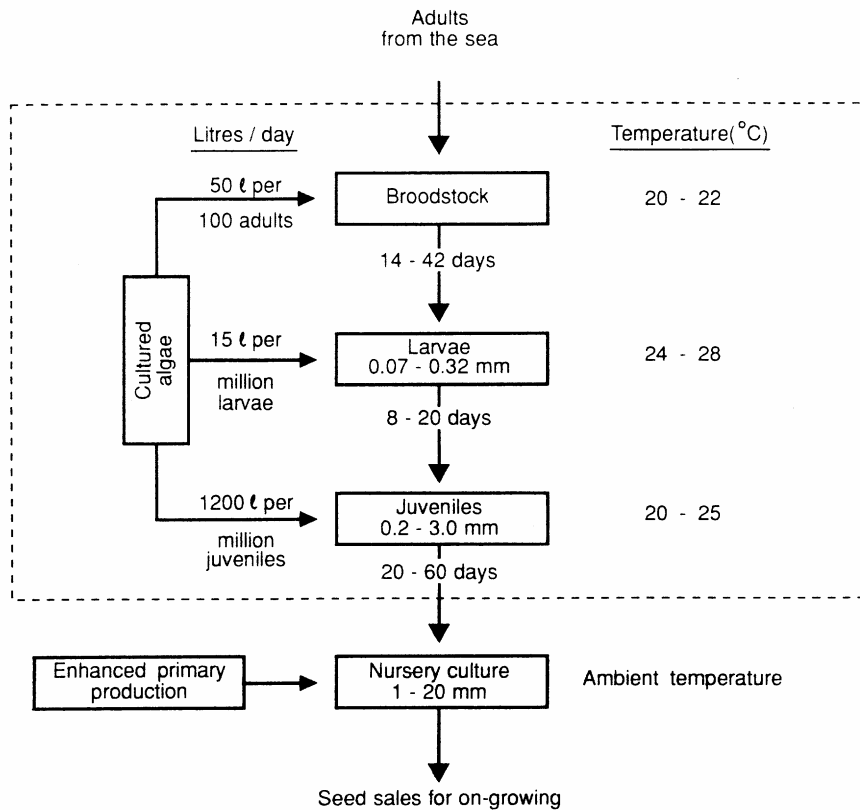 Adults
from the sea
Litres / day
Temperature(°C)
50 ℓ per
100 adults
Broodstock
20 - 22
14 - 42 days
Cultured
algae
15 ℓ per
million
larvae
Larvae
0.07 - 0.32 mm
24 - 28
8 - 20 days
1200 ℓ per
million
juveniles
Juveniles
0.2 - 3.0 mm
20 - 25
20 - 60 days
Enhanced primary
production
Nursery culture
1 - 20 mm
Ambient temperature
Seed sales for on-growing